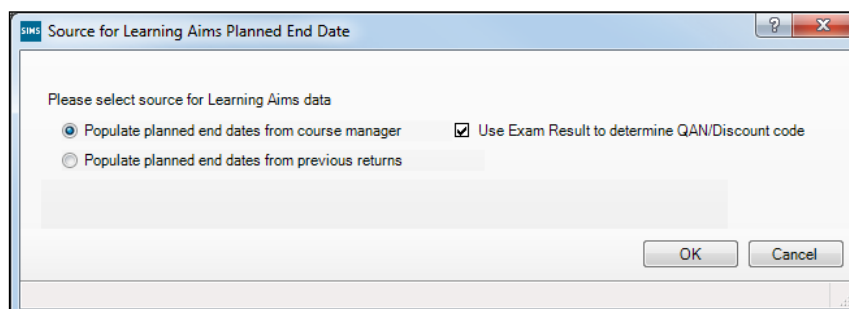 SIMS Source for Learning Aims Planned End Date
Please select source for Learning Aims data
Populate planned end dates from course manager Use Exam Result to determine QAN/Discount code
Populate planned end dates from previous returns
OK Cancel